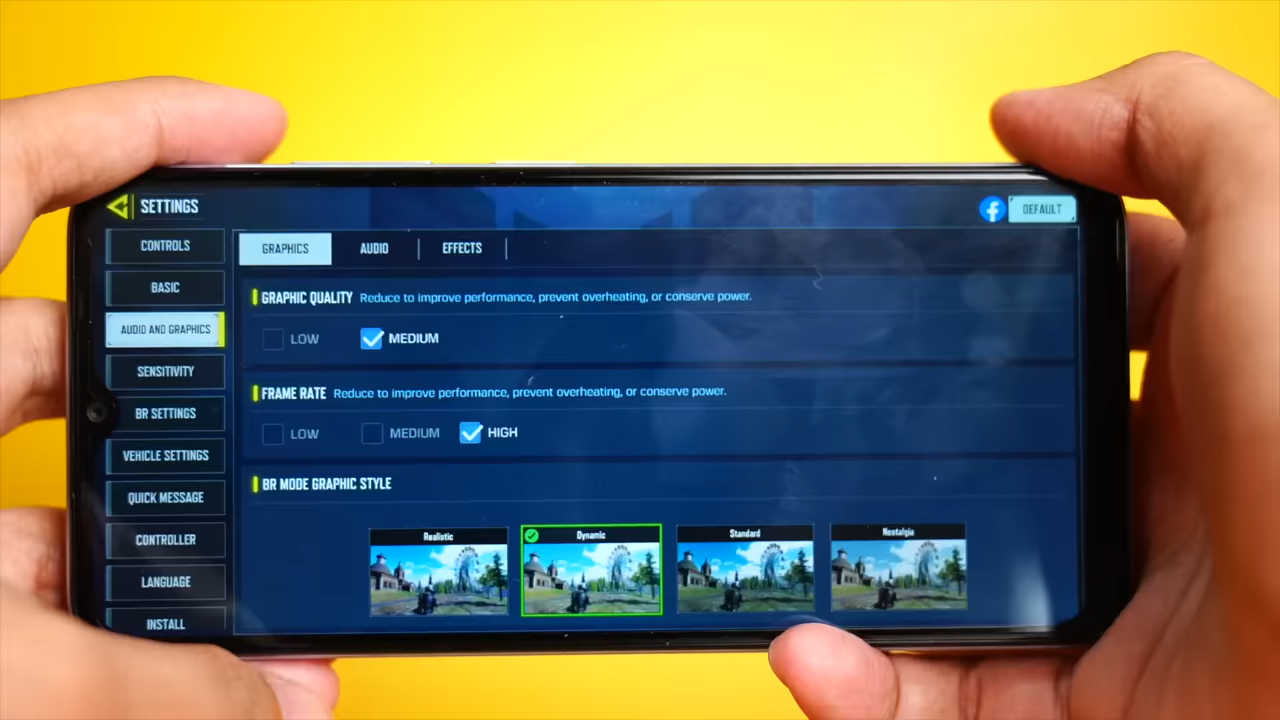 SETTINGS
DEFAULT
CONTROLS
BASIC
AUDIO AND GRAPHICS
SENSITIVITY
BR SETTINGS
VEHICLE SETTINGS
QUICK MESSAGE
CONTROLLER
LANGUAGE
INSTALL
GRAPHICS AUDIO EFFECTS
GRAPHIC QUALITY Reduce to improve performance, prevent overheating, or conserve power.
LOW MEDIUM
FRAME RATE Reduce to improve performance, prevent overheating, or conserve power.
LOW MEDIUM HIGH
BR MODE GRAPHIC STYLE
Realistic Dynamic Standard Nostalgia